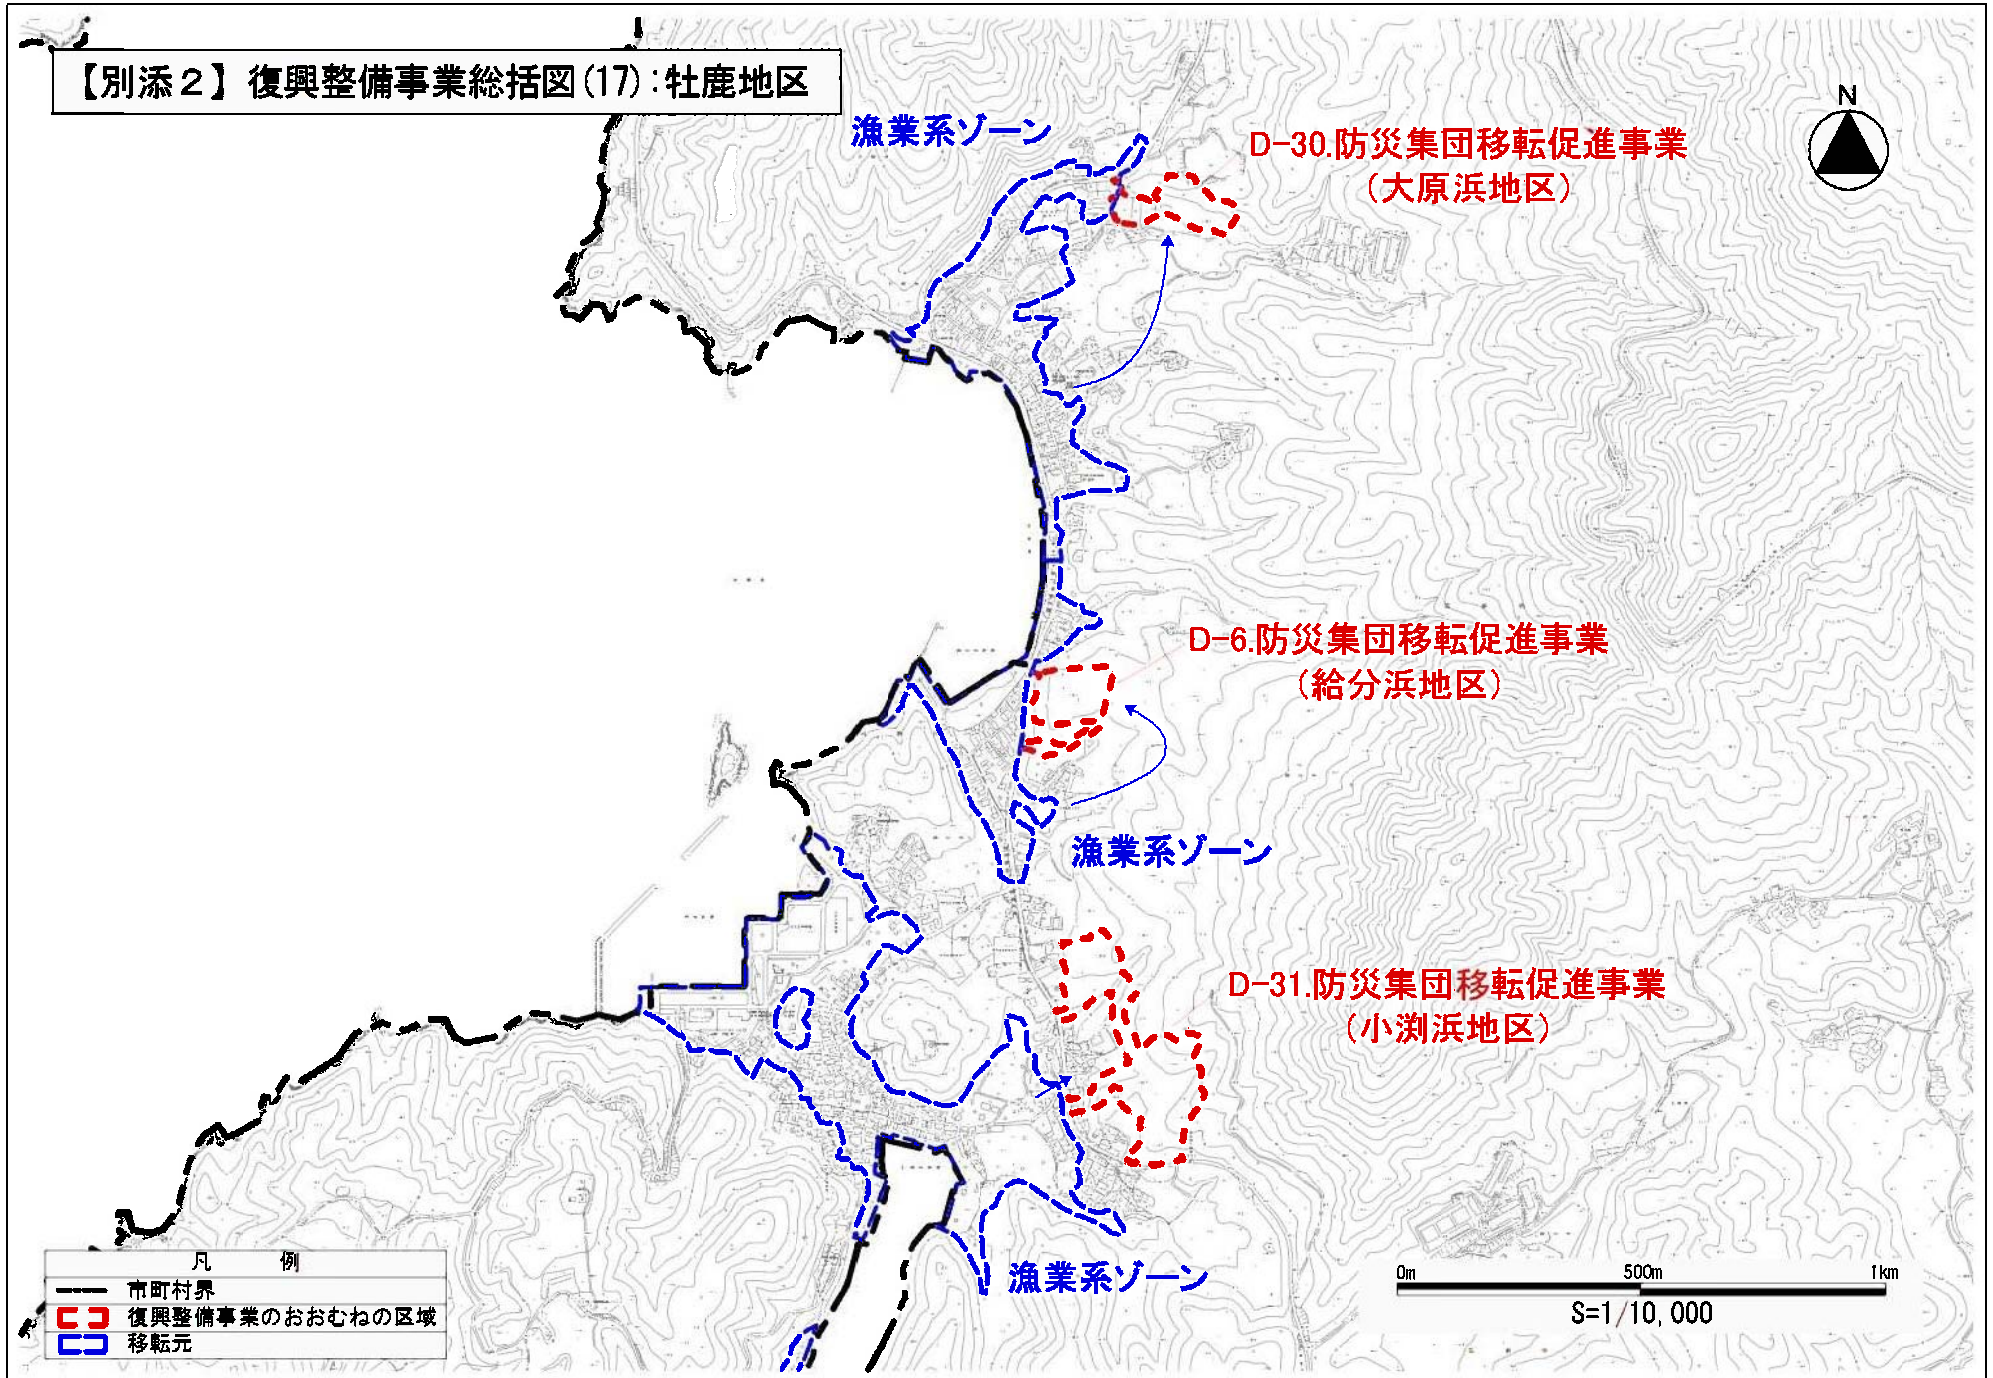 【別添２】復興整備事業総括図(17):牡鹿地区
N
漁業系ゾーン
D-30.防災集団移転促進事業
(大原浜地区)
D-6.防災集団移転促進事業
(給分浜地区)
漁業系ゾーン
D-31.防災集団移転促進事業
(小渕浜地区)
漁業系ゾーン
凡　例
市町村界
復興整備事業のおおむねの区域
移転元
0m 500m 1km
S=1/10,000